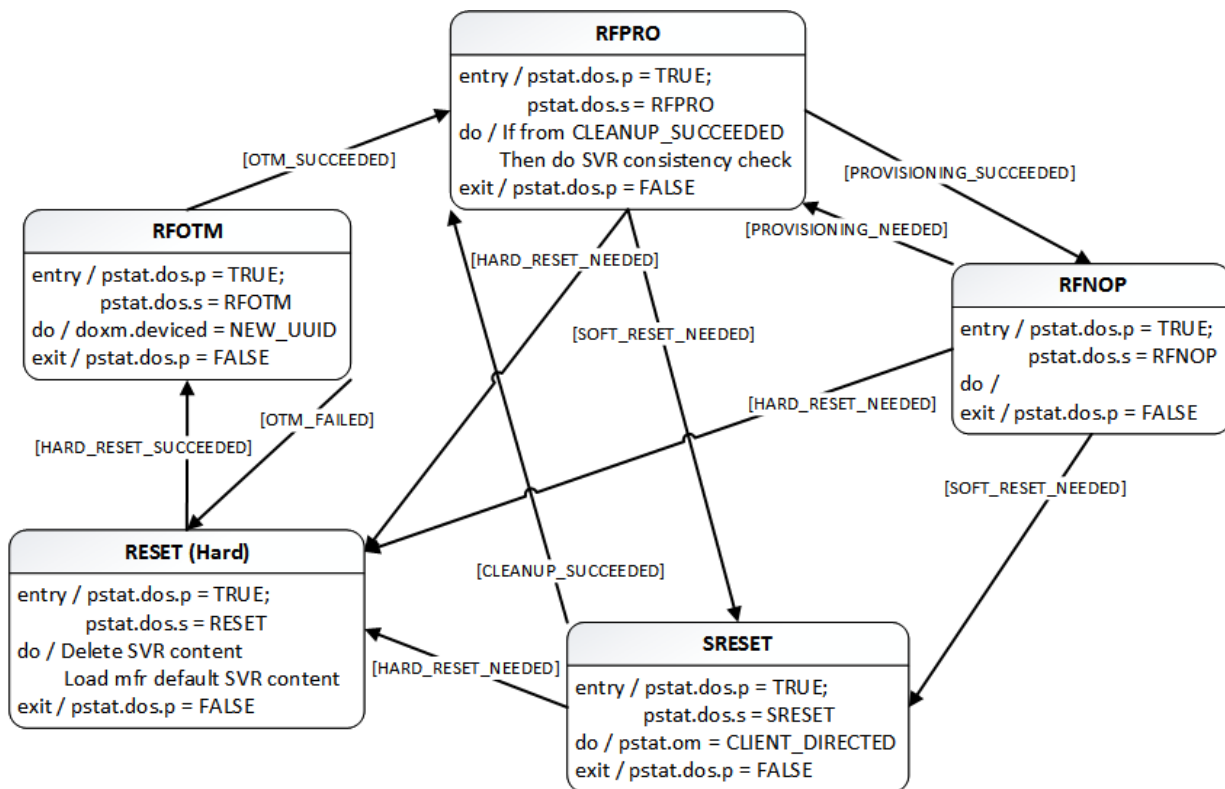 RFPRO
entry / pstat.dos.p = TRUE;
pstat.dos.s = RFPRO
do / If from CLEANUP_SUCCEEDED
Then do SVR consistency check
exit / pstat.dos.p = FALSE
[OTM_SUCCEEDED]
[PROVISIONING_SUCCEEDED]
[PROVISIONING_NEEDED]
RFOTM
entry / pstat.dos.p = TRUE;
pstat.dos.s = RFOTM
do / doxm.deviced = NEW_UUID
exit / pstat.dos.p = FALSE
[HARD_RESET_NEEDED]
[SOFT_RESET_NEEDED]
RFNOP
entry / pstat.dos.p = TRUE;
pstat.dos.s = RFNOP
do /
exit / pstat.dos.p = FALSE
[OTM_FAILED]
[HARD_RESET_NEEDED]
[HARD_RESET_SUCCEEDED]
[SOFT_RESET_NEEDED]
RESET (Hard)
entry / pstat.dos.p = TRUE;
pstat.dos.s = RESET
do / Delete SVR content
Load mfr default SVR content
exit / pstat.dos.p = FALSE
[CLEANUP_SUCCEEDED]
[HARD_RESET_NEEDED]
SRESET
entry / pstat.dos.p = TRUE;
pstat.dos.s = SRESET
do / pstat.om = CLIENT_DIRECTED
exit / pstat.dos.p = FALSE